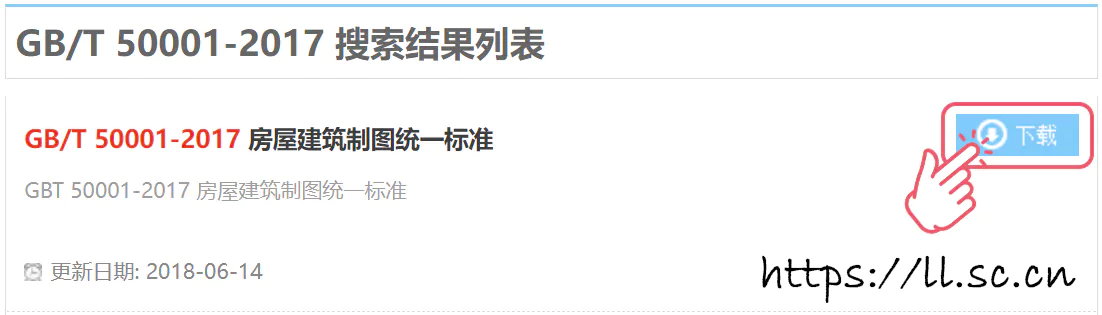 GB/T 50001-2017 搜索结果列表
GB/T 50001-2017 房屋建筑制图统一标准
下载
GBT 50001-2017 房屋建筑制图统一标准
更新日期: 2018-06-14
https://ll.sc.cn